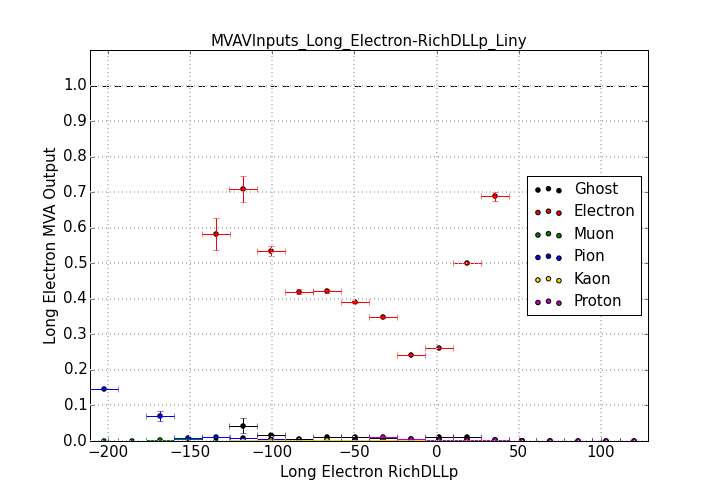 MVAVInputs_Long_Electron-RichDLLp_Liny
Long Electron MVA Output
1.0
0.9
0.8
0.7
0.6
0.5
0.4
0.3
0.2
0.1
0.0
Ghost
Electron
Muon
Pion
Kaon
Proton
−200
−150
−100
−50
0
50
100
Long Electron RichDLLp